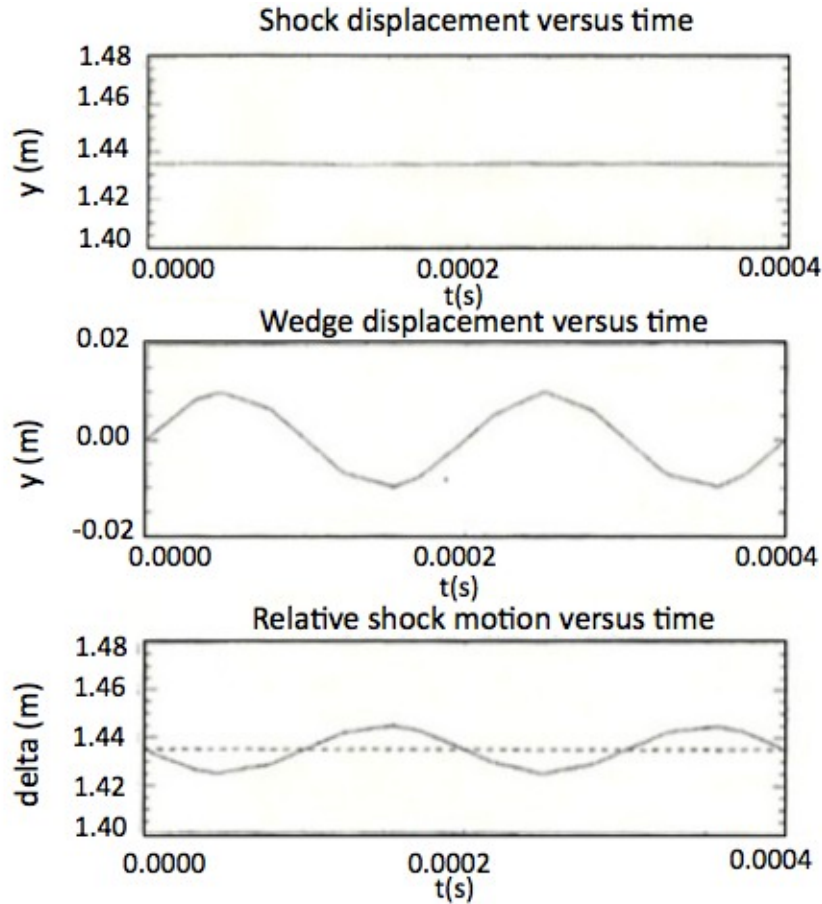 Shock displacement versus time
1.48
1.46
1.44
1.42
1.40
y (m)
0.0000 0.0002 0.0004
t(s)
Wedge displacement versus time
0.02
0.00
-0.02
y (m)
0.0000 0.0002 0.0004
t(s)
Relative shock motion versus time
1.48
1.46
1.44
1.42
1.40
delta (m)
0.0000 0.0002 0.0004
t(s)